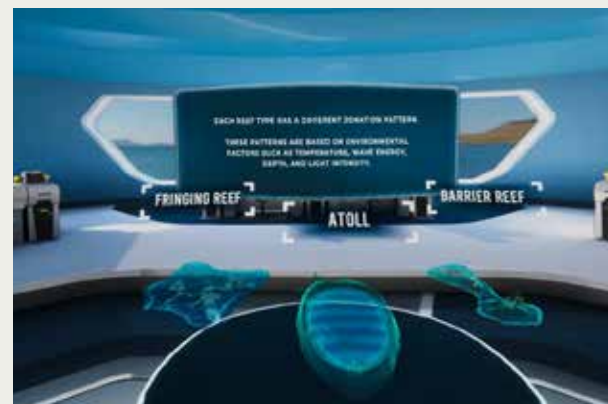 EACH REEF TYPE HAS A DIFFERENT ZONATION PATTERN.
THESE PATTERNS ARE BASED ON ENVIRONMENTAL
FACTORS SUCH AS TEMPERATURE, WAVE ENERGY,
DEPTH, AND LIGHT INTENSITY.
FRINGING REEF
ATOLL
BARRIER REEF